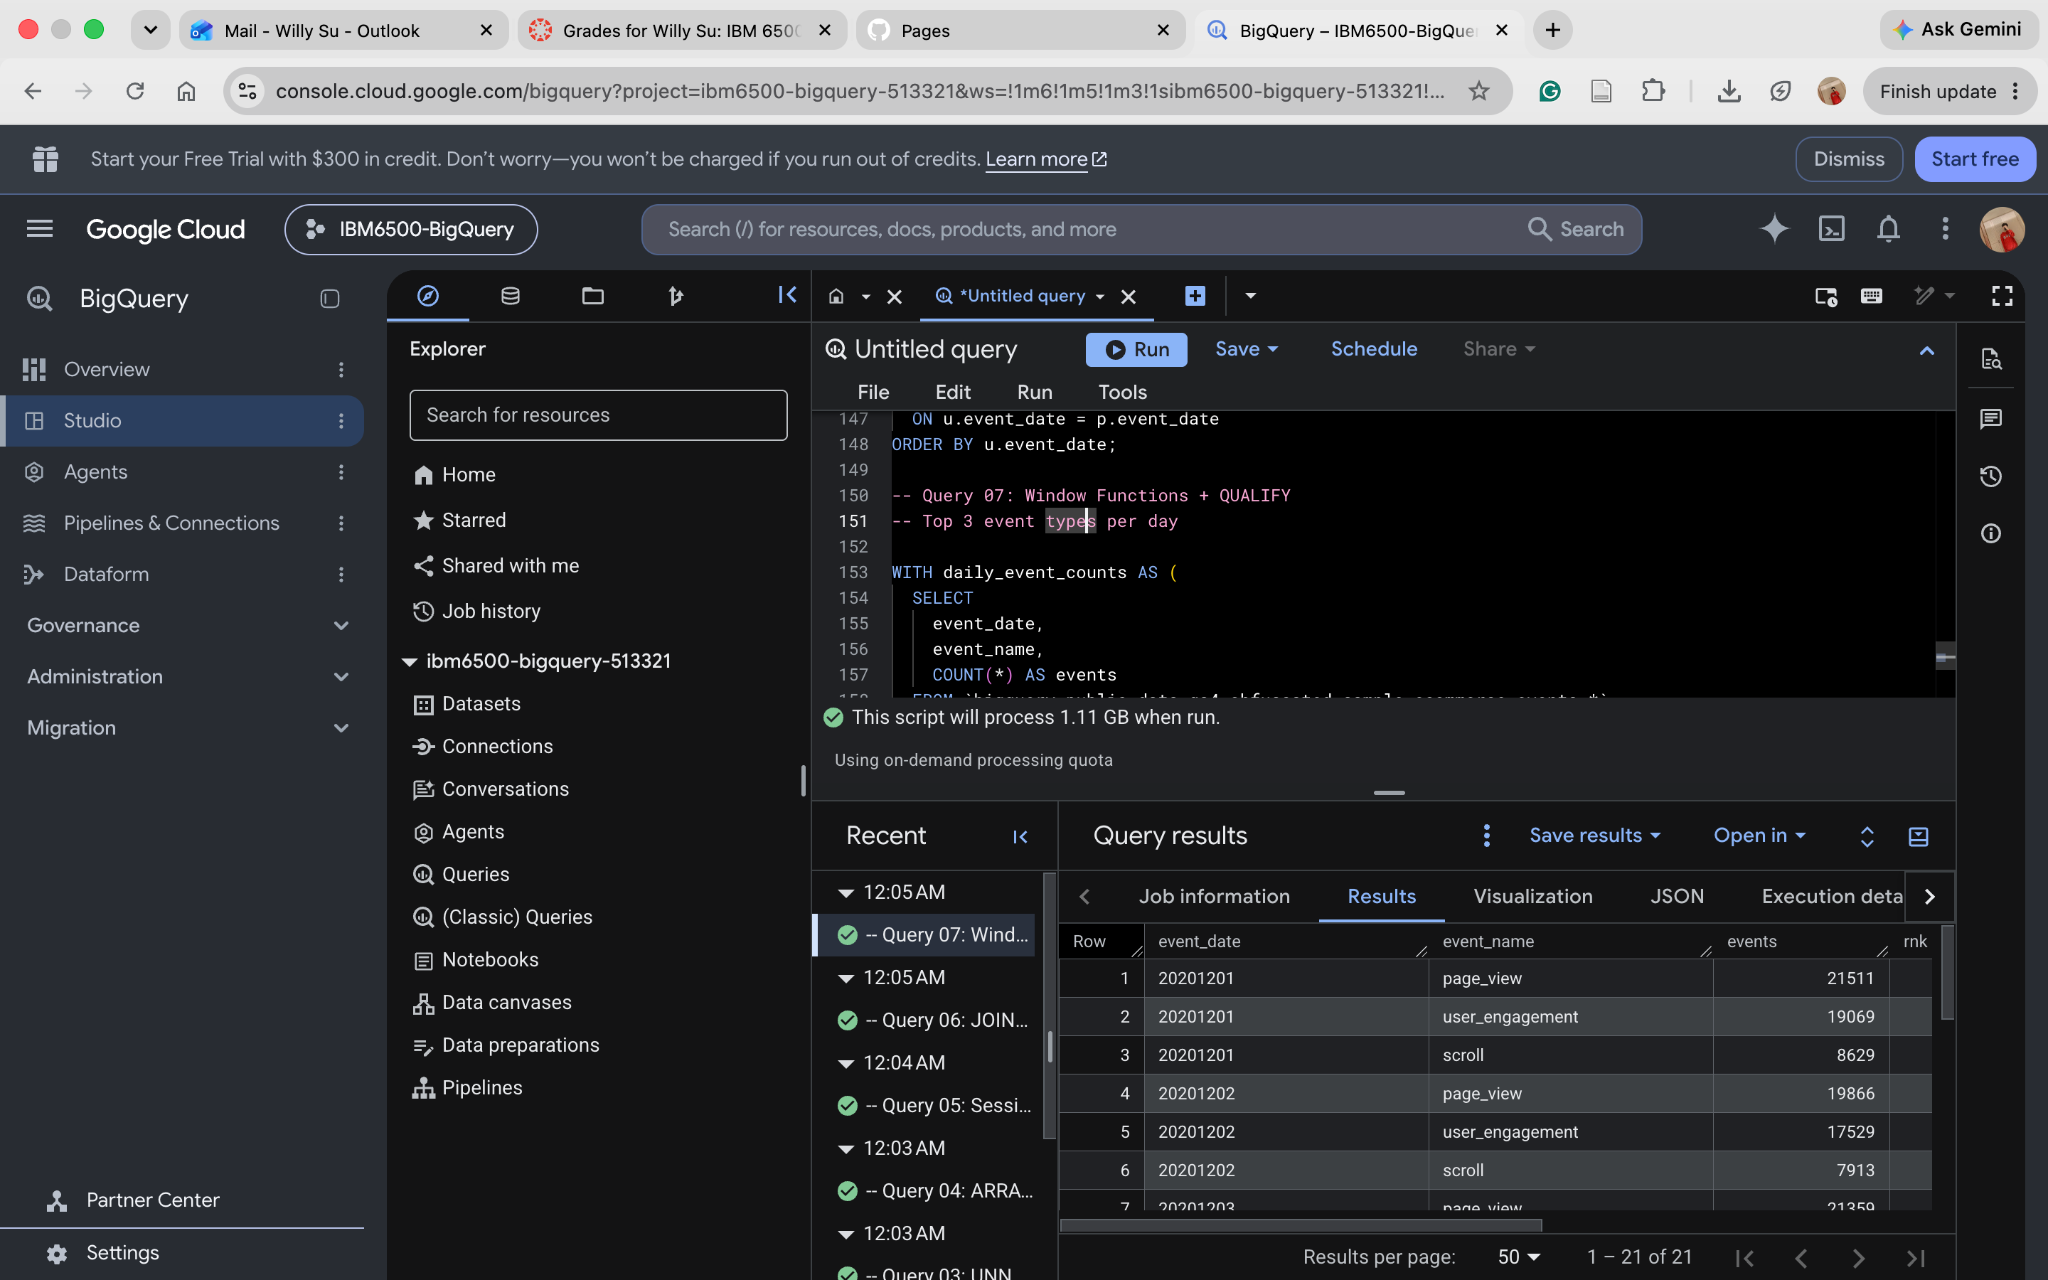 Mail - Willy Su - Outlook
Grades for Willy Su: IBM 650
Pages
BigQuery – IBM6500-BigQue
Ask Gemini
console.cloud.google.com/bigquery?project=ibm6500-bigquery-513321&ws=!1m6!1m5!1m3!1sibm6500-bigquery-513321!...
Finish update
Start your Free Trial with $300 in credit. Don't worry—you won't be charged if you run out of credits. Learn more
Dismiss
Start free
Google Cloud
IBM6500-BigQuery
Search (/) for resources, docs, products, and more
Search
BigQuery
Overview
Studio
Agents
Pipelines & Connections
Dataform
Governance
Administration
Migration
Partner Center
Settings
Explorer
Search for resources
Home
Starred
Shared with me
Job history
ibm6500-bigquery-513321
Datasets
Connections
Conversations
Agents
Queries
(Classic) Queries
Notebooks
Data canvases
Data preparations
Pipelines
*Untitled query
Untitled query
Run
Save
Schedule
Share
File Edit Run Tools
147 ON u.event_date = p.event_date
148 ORDER BY u.event_date;
149
150 -- Query 07: Window Functions + QUALIFY
151 -- Top 3 event types per day
152
153 WITH daily_event_counts AS (
154 SELECT
155 event_date,
156 event_name,
157 COUNT(*) AS events
This script will process 1.11 GB when run.
Using on-demand processing quota
Recent
12:05 AM
-- Query 07: Wind...
12:05 AM
-- Query 06: JOIN...
12:04 AM
-- Query 05: Sessi...
12:03 AM
-- Query 04: ARRA...
12:03 AM
-- Query 03: UNN
Query results
Save results
Open in
Job information
Results
Visualization
JSON
Execution deta
Row event_date event_name events rnk
1 20201201 page_view 21511
2 20201201 user_engagement 19069
3 20201201 scroll 8629
4 20201202 page_view 19866
5 20201202 user_engagement 17529
6 20201202 scroll 7913
7 20201203 page_view 21359
Results per page: 50 1 – 21 of 21